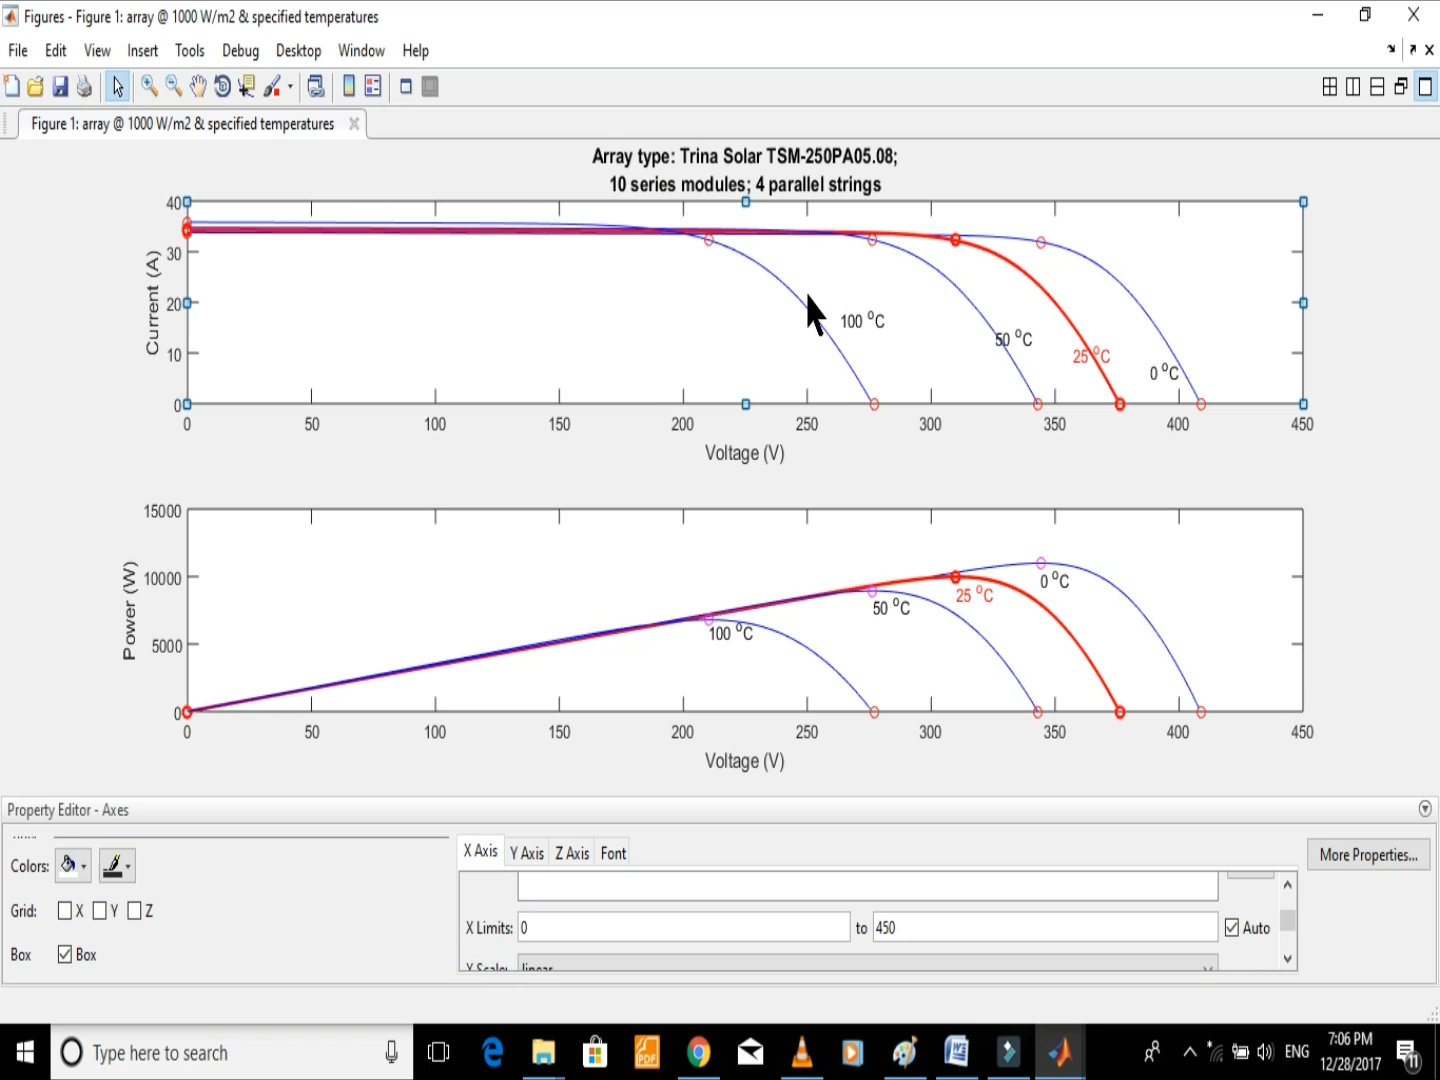 Figures - Figure 1: array @ 1000 W/m2 & specified temperatures
File Edit View Insert Tools Debug Desktop Window Help
Figure 1: array @ 1000 W/m2 & specified temperatures
Array type: Trina Solar TSM-250PA05.08;
10 series modules; 4 parallel strings
40
30
20
10
0
Current (A)
100 °C
50 °C
25 °C
0 °C
0 50 100 150 200 250 300 350 400 450
Voltage (V)
15000
10000
5000
0
Power (W)
100 °C
50 °C
25 °C
0 °C
0 50 100 150 200 250 300 350 400 450
Voltage (V)
Property Editor - Axes
Colors:
Grid: X Y Z
Box Box
X Axis Y Axis Z Axis Font
More Properties...
X Limits: 0 to 450 Auto
X Scale: linear
Type here to search
PDF
ENG
7:06 PM
12/28/2017
11